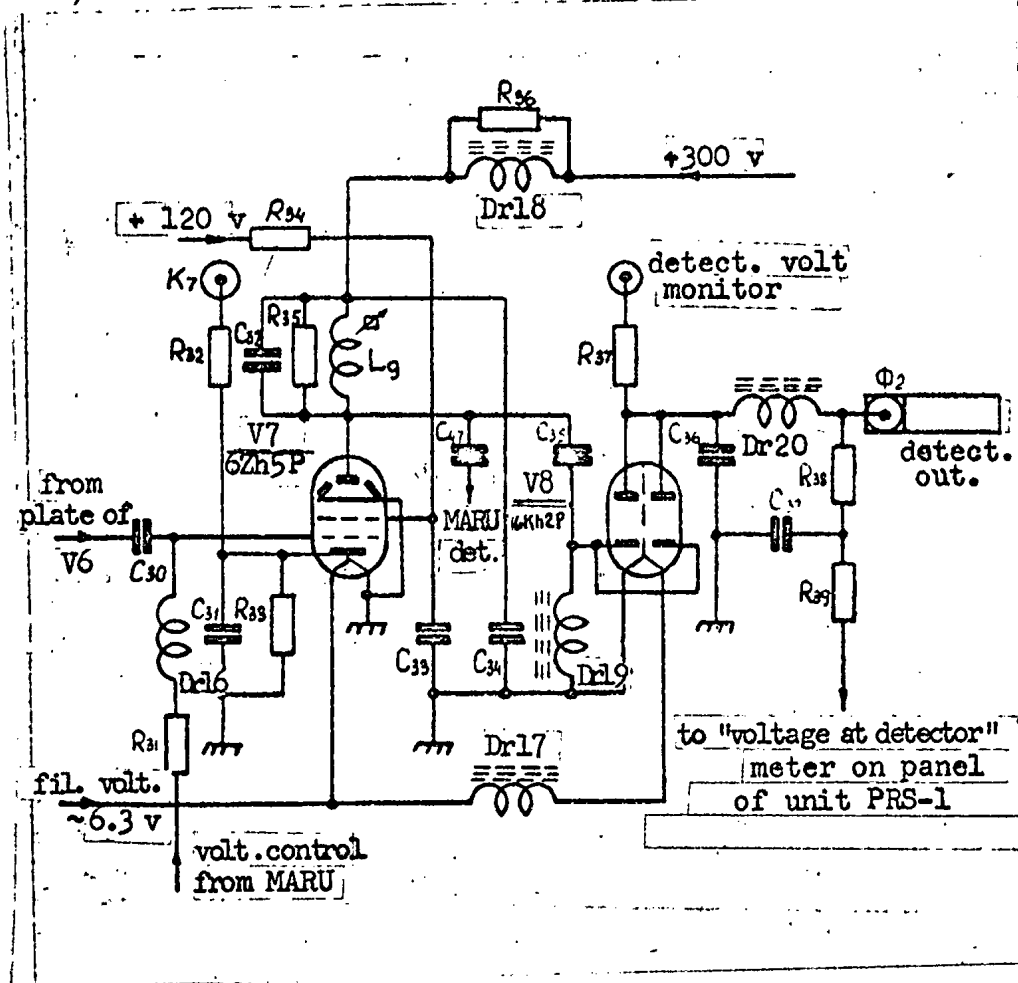 R36
+300 v
Dr18
+ 120 v
R34
K7
detect. volt
monitor
R32
C32
R35
L9
R37
Φ2
V7
6Zh5P
C47
C35
C36
Dr20
detect.
out.
V8
6Kh2P
R38
from
plate of
V6
C30
MARU
det.
C31
R33
C33
C34
Dr19
R39
Dr16
R31
Dr17
to "voltage at detector"
meter on panel
of unit PRS-1
fil. volt.
~6.3 v
volt.control
from MARU